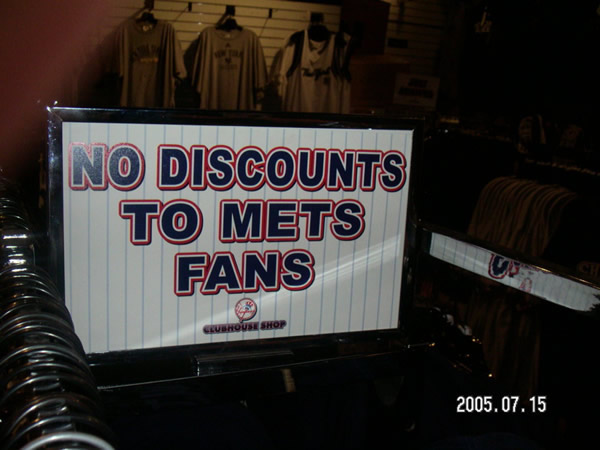 NO DISCOUNTS
TO METS
FANS
CLUBHOUSE SHOP
2005.07.15